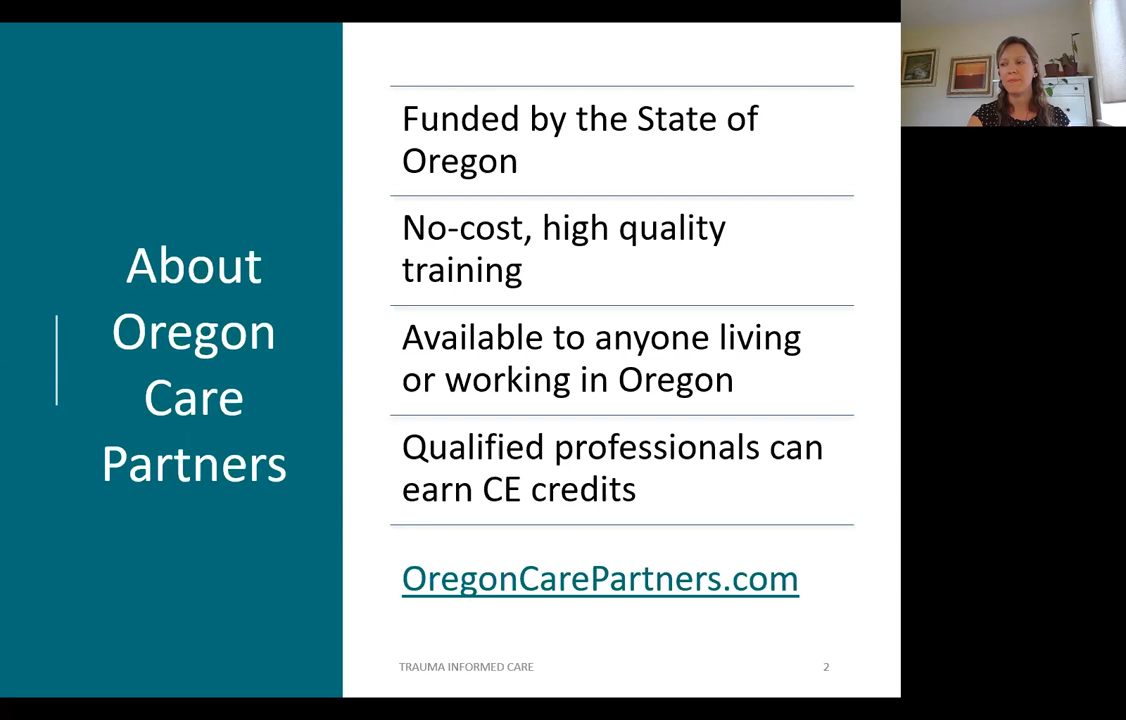 About
Oregon
Care
Partners
Funded by the State of
Oregon
No-cost, high quality
training
Available to anyone living
or working in Oregon
Qualified professionals can
earn CE credits
OregonCarePartners.com
TRAUMA INFORMED CARE
2